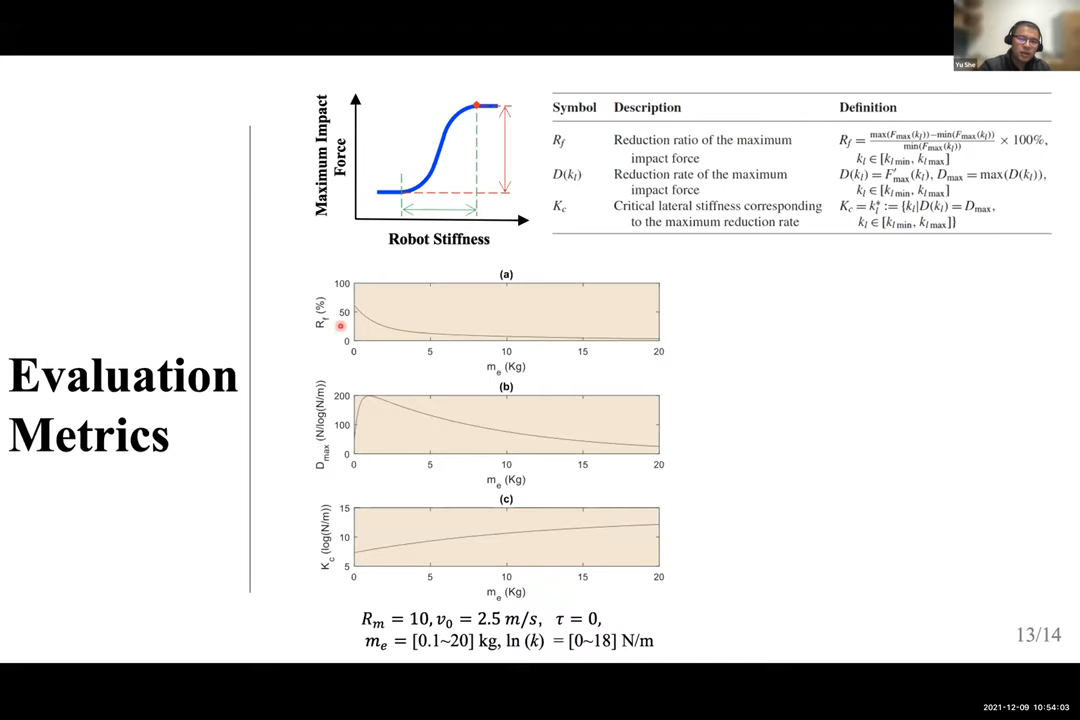 Yu She
Maximum Impact
Force
Robot Stiffness
Symbol Description Definition
R_f Reduction ratio of the maximum R_f = max(F_max(k_l))−min(F_max(k_l)) / min(F_max(k_l)) × 100%,
impact force k_l ∈ [k_l min, k_l max]
D(k_l) Reduction rate of the maximum D(k_l) = F′_max(k_l), D_max = max(D(k_l)),
impact force k_l ∈ [k_l min, k_l max]
K_c Critical lateral stiffness corresponding K_c = k_l^* := {k_l|D(k_l) = D_max,
to the maximum reduction rate k_l ∈ [k_l min, k_l max]}
Evaluation
Metrics
(a)
R_f (%)
100
50
0
0 5 10 15 20
m_e (Kg)
(b)
D_max (N/log(N/m))
200
100
0
0 5 10 15 20
m_e (Kg)
(c)
K_c (log(N/m))
15
10
5
0 5 10 15 20
m_e (Kg)
R_m = 10, v_0 = 2.5 m/s, τ = 0,
m_e = [0.1~20] kg, ln (k) = [0~18] N/m
13/14
2021-12-09 10:54:03